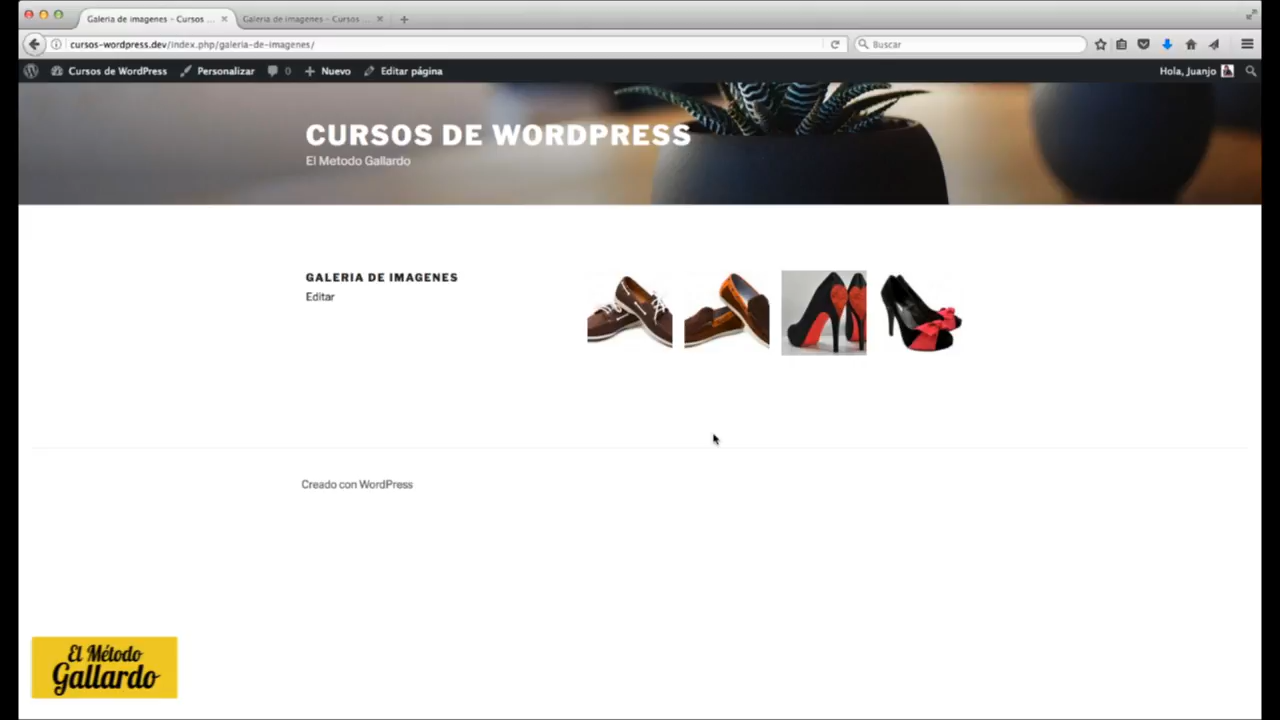 Galeria de imagenes - Cursos ...
Galeria de imagenes - Cursos ...
cursos-wordpress.dev/index.php/galeria-de-imagenes/
Buscar
Cursos de WordPress
Personalizar
0
Nuevo
Editar página
Hola, Juanjo
CURSOS DE WORDPRESS
El Metodo Gallardo
GALERIA DE IMAGENES
Editar
Creado con WordPress
El Método
Gallardo